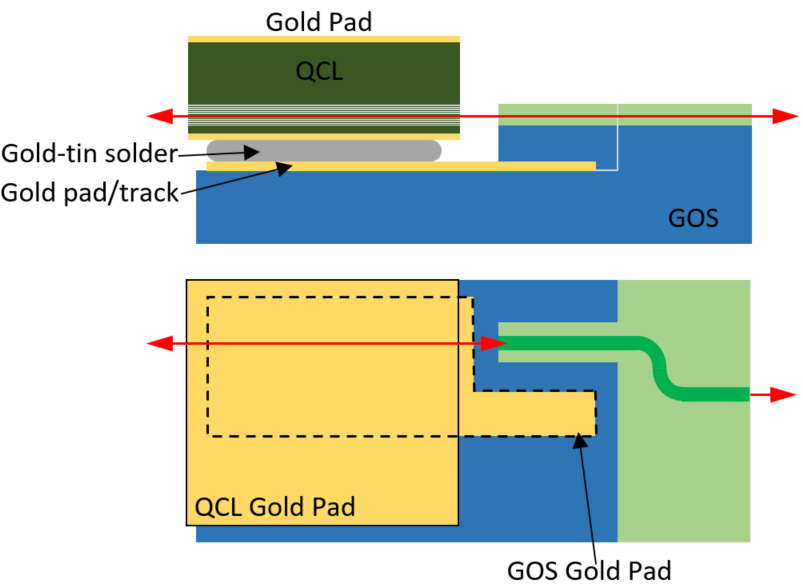 Gold Pad
QCL
Gold-tin solder
Gold pad/track
GOS
QCL Gold Pad
GOS Gold Pad